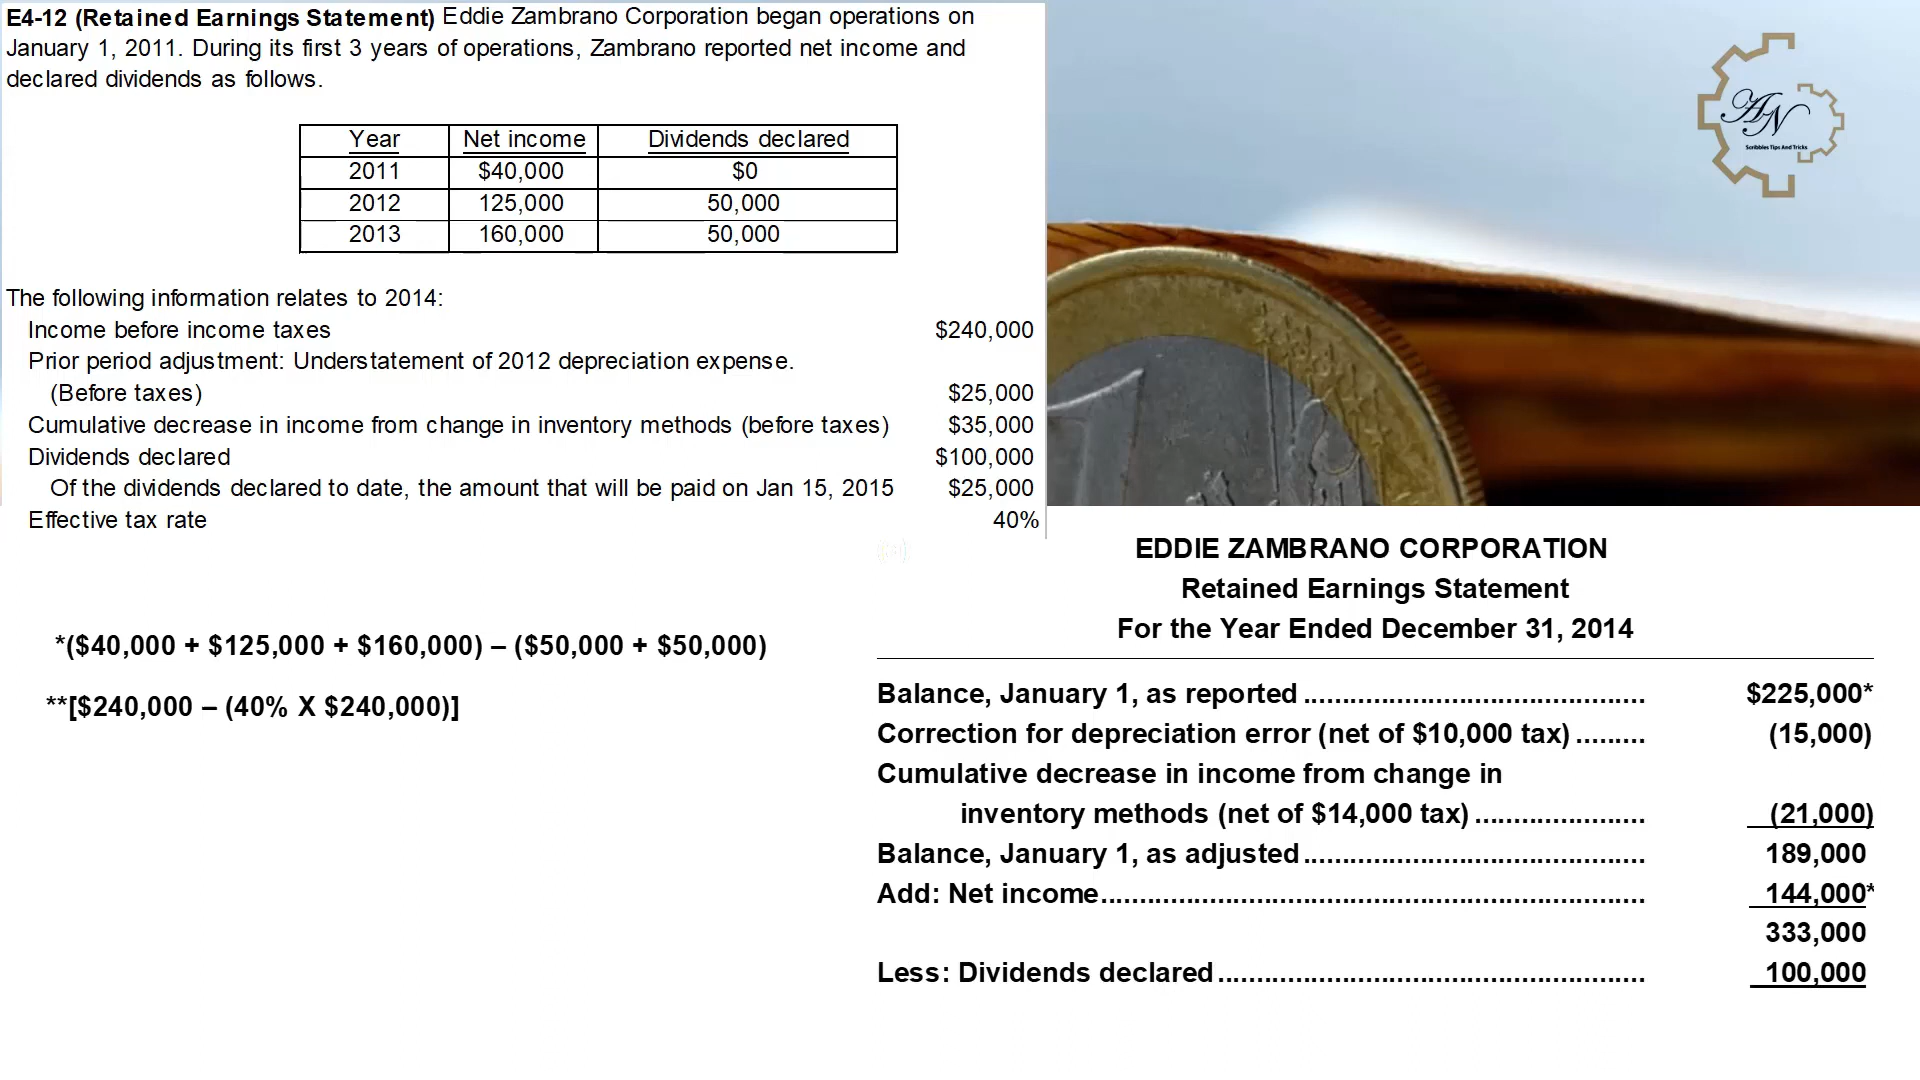 E4-12 (Retained Earnings Statement) Eddie Zambrano Corporation began operations on
January 1, 2011. During its first 3 years of operations, Zambrano reported net income and
declared dividends as follows.
Year Net income Dividends declared
2011 $40,000 $0
2012 125,000 50,000
2013 160,000 50,000
The following information relates to 2014:
Income before income taxes $240,000
Prior period adjustment: Understatement of 2012 depreciation expense.
(Before taxes) $25,000
Cumulative decrease in income from change in inventory methods (before taxes) $35,000
Dividends declared $100,000
Of the dividends declared to date, the amount that will be paid on Jan 15, 2015 $25,000
Effective tax rate 40%
AN
Scribbles Tips And Tricks
*($40,000 + $125,000 + $160,000) – ($50,000 + $50,000)
**[$240,000 – (40% X $240,000)]
EDDIE ZAMBRANO CORPORATION
Retained Earnings Statement
For the Year Ended December 31, 2014
Balance, January 1, as reported ............................................ $225,000*
Correction for depreciation error (net of $10,000 tax) ......... (15,000)
Cumulative decrease in income from change in
inventory methods (net of $14,000 tax) ...................... (21,000)
Balance, January 1, as adjusted ............................................ 189,000
Add: Net income ....................................................................... 144,000*
333,000
Less: Dividends declared ........................................................ 100,000